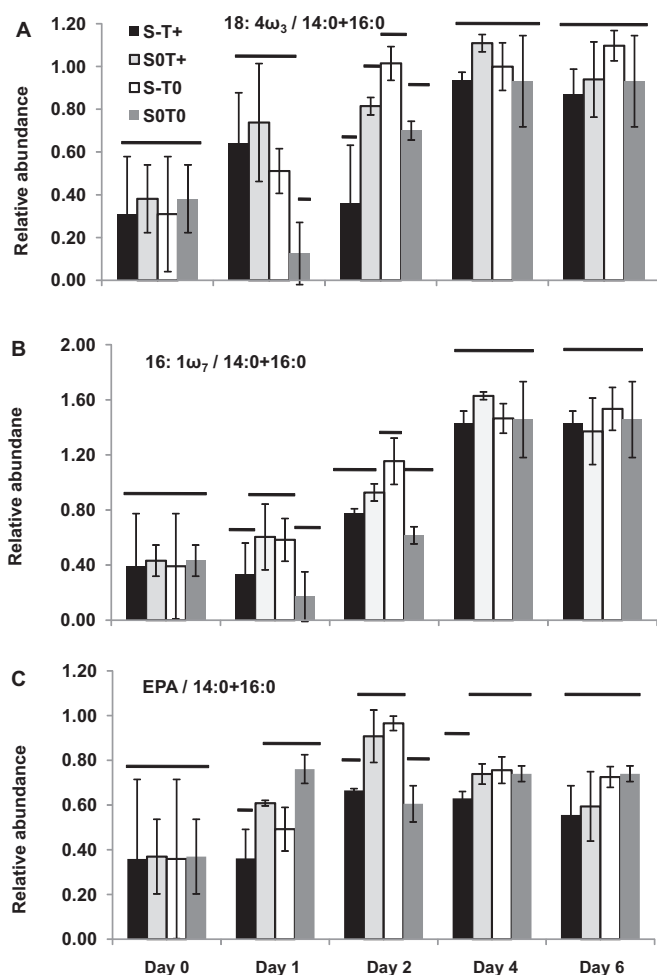 A
18: 4ω3 / 14:0+16:0
S-T+
S0T+
S-T0
S0T0
Relative abundance
1.20
1.00
0.80
0.60
0.40
0.20
0.00
B
16: 1ω7 / 14:0+16:0
Relative abundane
2.00
1.60
1.20
0.80
0.40
0.00
C
EPA / 14:0+16:0
Relative abundance
1.20
1.00
0.80
0.60
0.40
0.20
0.00
Day 0 Day 1 Day 2 Day 4 Day 6